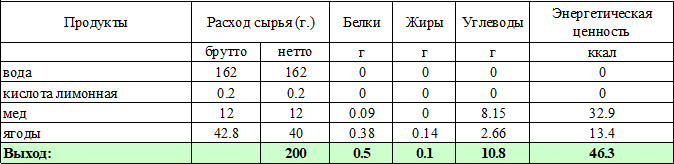 Продукты Расход сырья (г.) Белки Жиры Углеводы Энергетическая ценность
брутто нетто г г г ккал
вода 162 162 0 0 0 0
кислота лимонная 0.2 0.2 0 0 0 0
мед 12 12 0.09 0 8.15 32.9
ягоды 42.8 40 0.38 0.14 2.66 13.4
Выход: 200 0.5 0.1 10.8 46.3